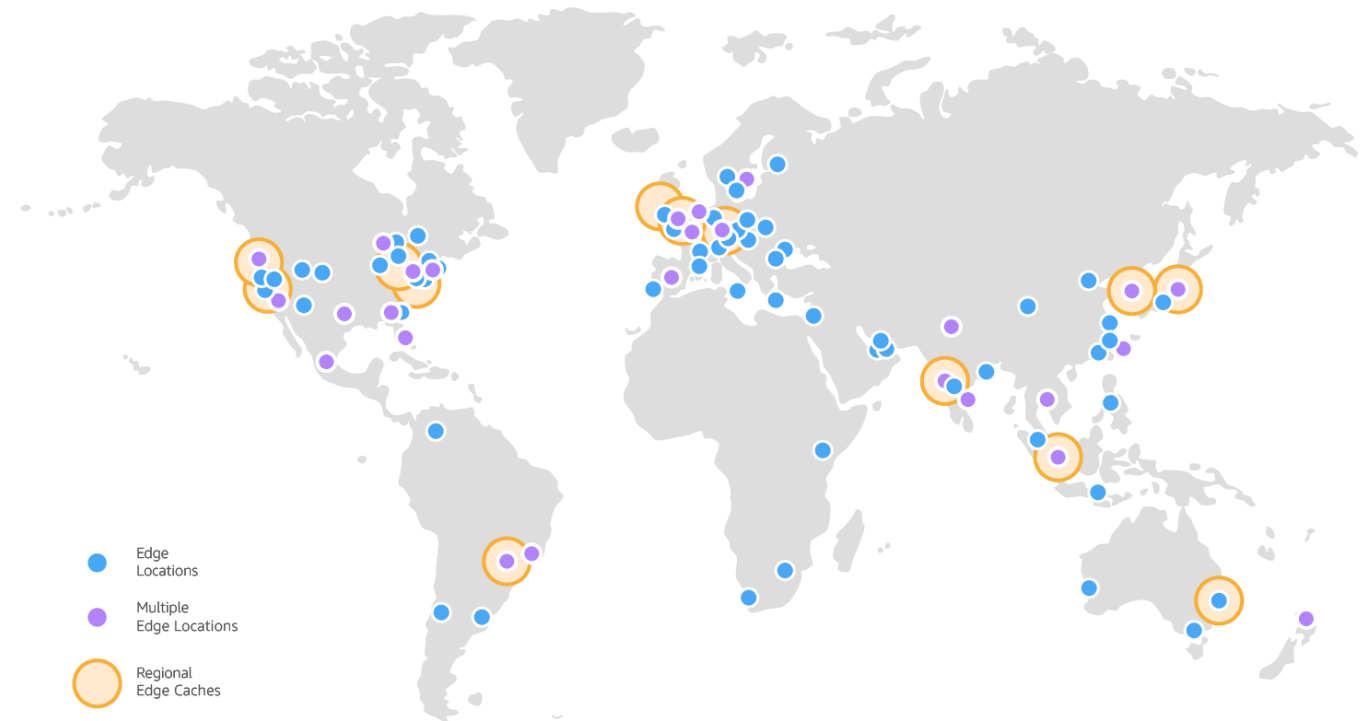 Edge
Locations
Multiple
Edge Locations
Regional
Edge Caches